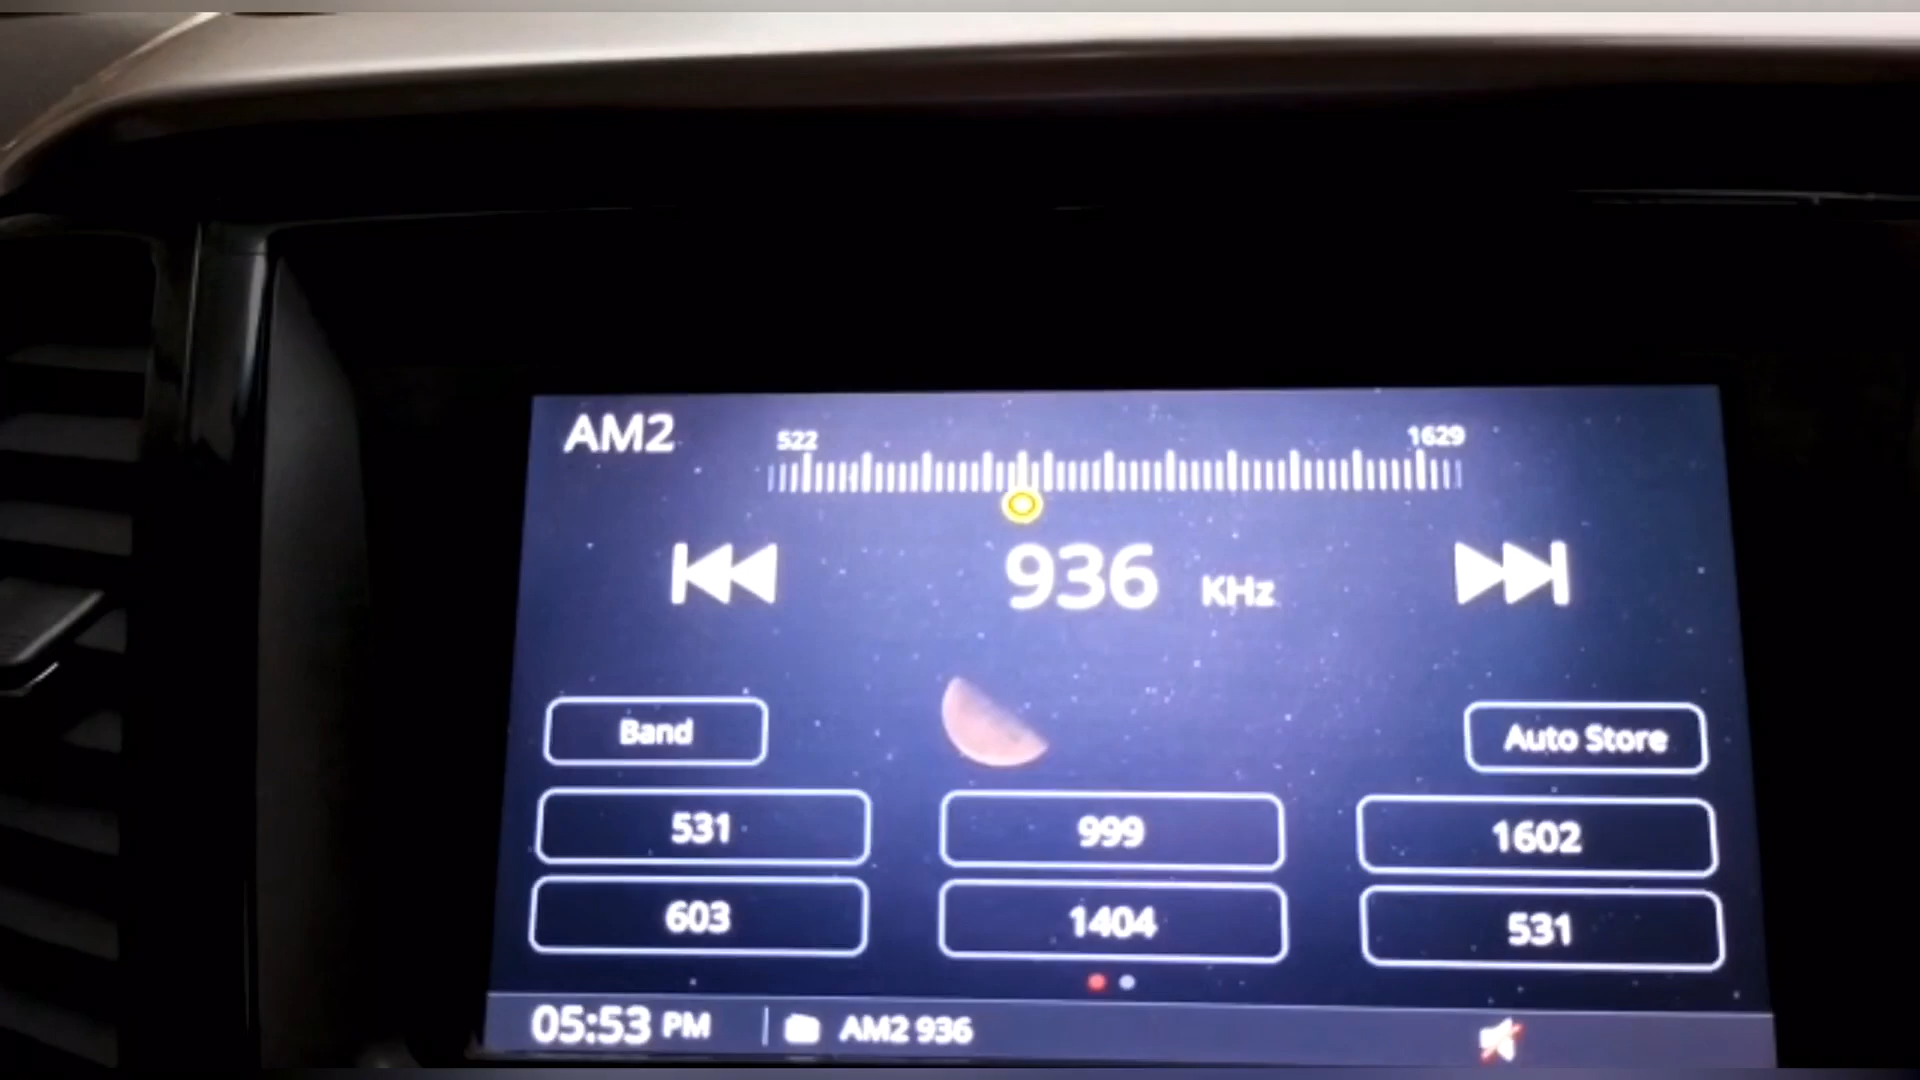 AM2
522 1629
936 KHz
Band Auto Store
531 999 1602
603 1404 531
05:53 PM AM2 936